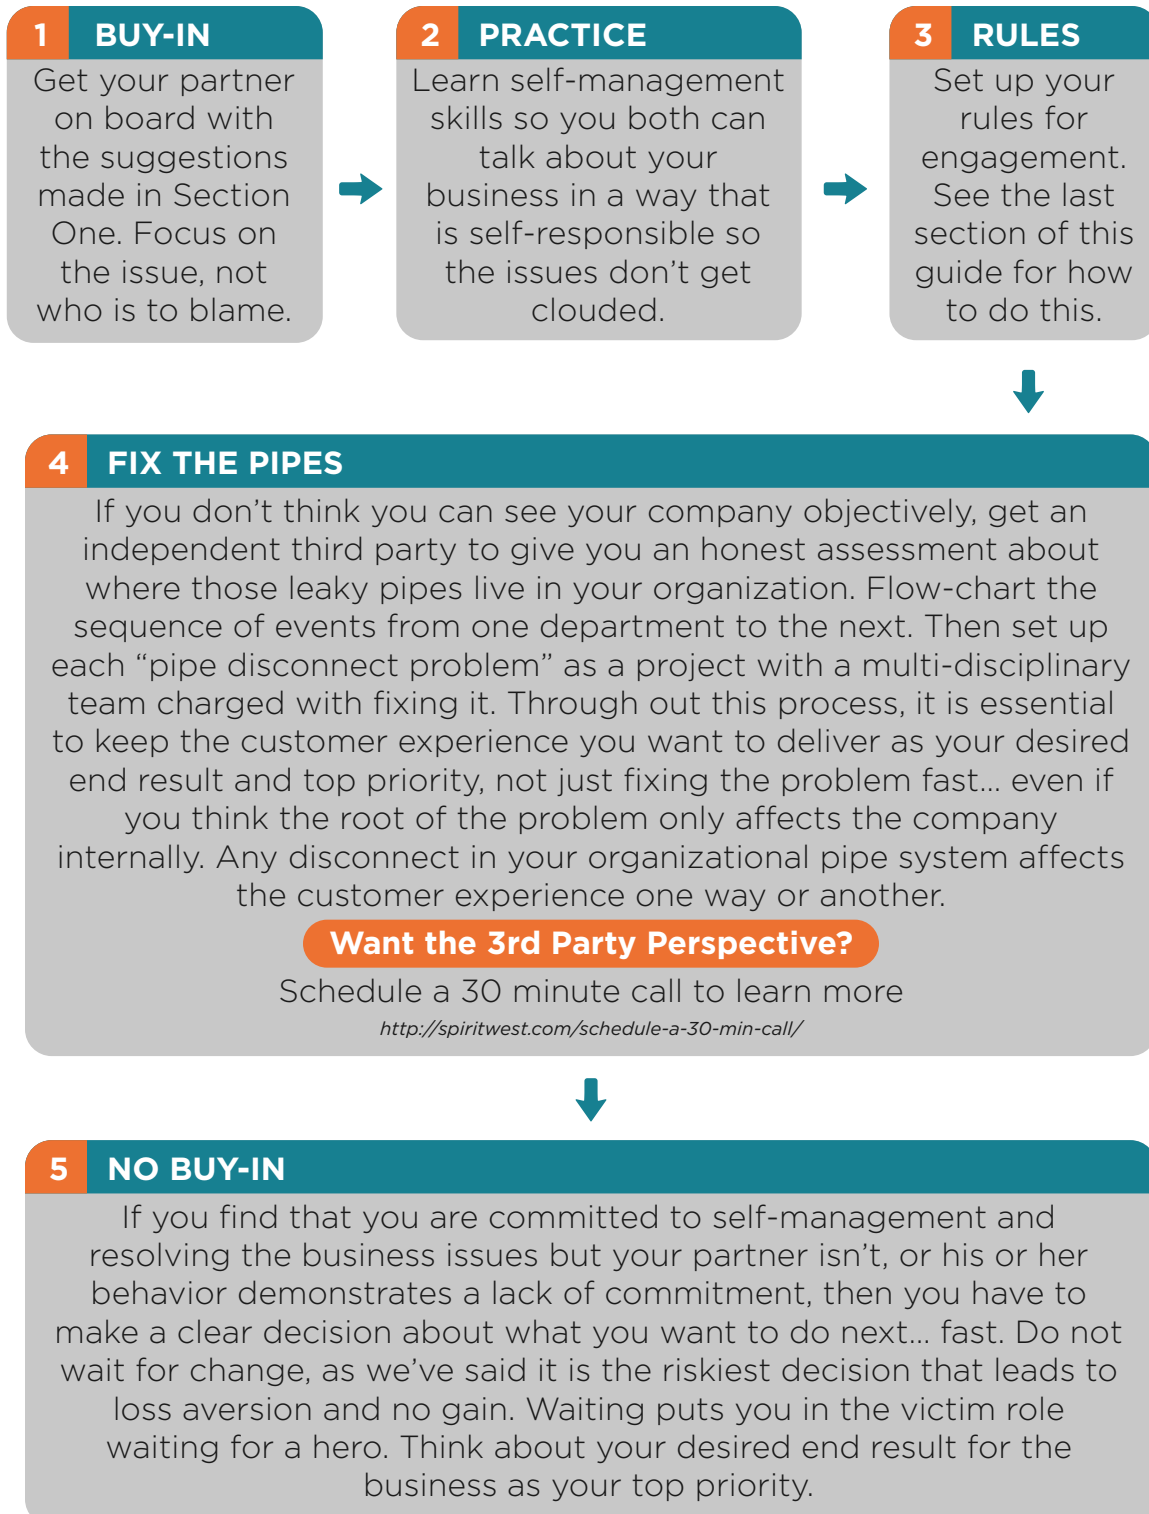 1 BUY-IN
Get your partner
on board with
the suggestions
made in Section
One. Focus on
the issue, not
who is to blame.
2 PRACTICE
Learn self-management
skills so you both can
talk about your
business in a way that
is self-responsible so
the issues don’t get
clouded.
3 RULES
Set up your
rules for
engagement.
See the last
section of this
guide for how
to do this.
4 FIX THE PIPES
If you don’t think you can see your company objectively, get an
independent third party to give you an honest assessment about
where those leaky pipes live in your organization. Flow-chart the
sequence of events from one department to the next. Then set up
each “pipe disconnect problem” as a project with a multi-disciplinary
team charged with fixing it. Through out this process, it is essential
to keep the customer experience you want to deliver as your desired
end result and top priority, not just fixing the problem fast... even if
you think the root of the problem only affects the company
internally. Any disconnect in your organizational pipe system affects
the customer experience one way or another.
Want the 3rd Party Perspective?
Schedule a 30 minute call to learn more
http://spiritwest.com/schedule-a-30-min-call/
5 NO BUY-IN
If you find that you are committed to self-management and
resolving the business issues but your partner isn't, or his or her
behavior demonstrates a lack of commitment, then you have to
make a clear decision about what you want to do next... fast. Do not
wait for change, as we’ve said it is the riskiest decision that leads to
loss aversion and no gain. Waiting puts you in the victim role
waiting for a hero. Think about your desired end result for the
business as your top priority.